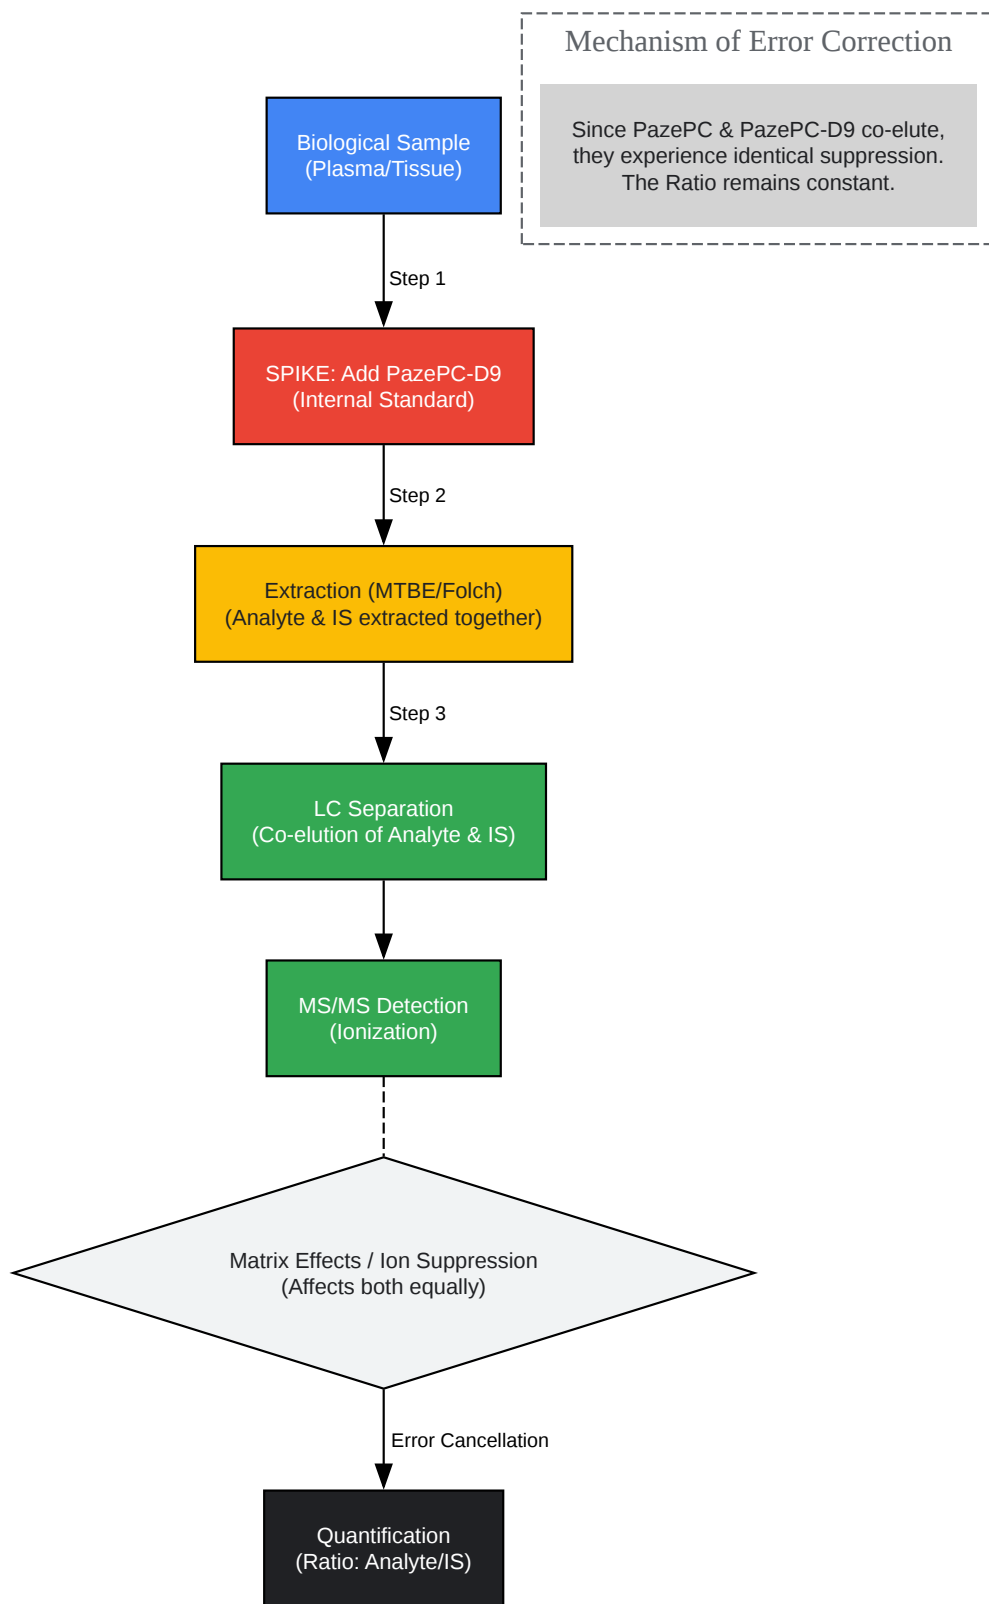 Mechanism of Error Correction
Since PazePC & PazePC-D9 co-elute,
they experience identical suppression.
The Ratio remains constant.
Biological Sample
(Plasma/Tissue)
Step 1
SPIKE: Add PazePC-D9
(Internal Standard)
Step 2
Extraction (MTBE/Folch)
(Analyte & IS extracted together)
Step 3
LC Separation
(Co-elution of Analyte & IS)
MS/MS Detection
(Ionization)
Matrix Effects / Ion Suppression
(Affects both equally)
Error Cancellation
Quantification
(Ratio: Analyte/IS)